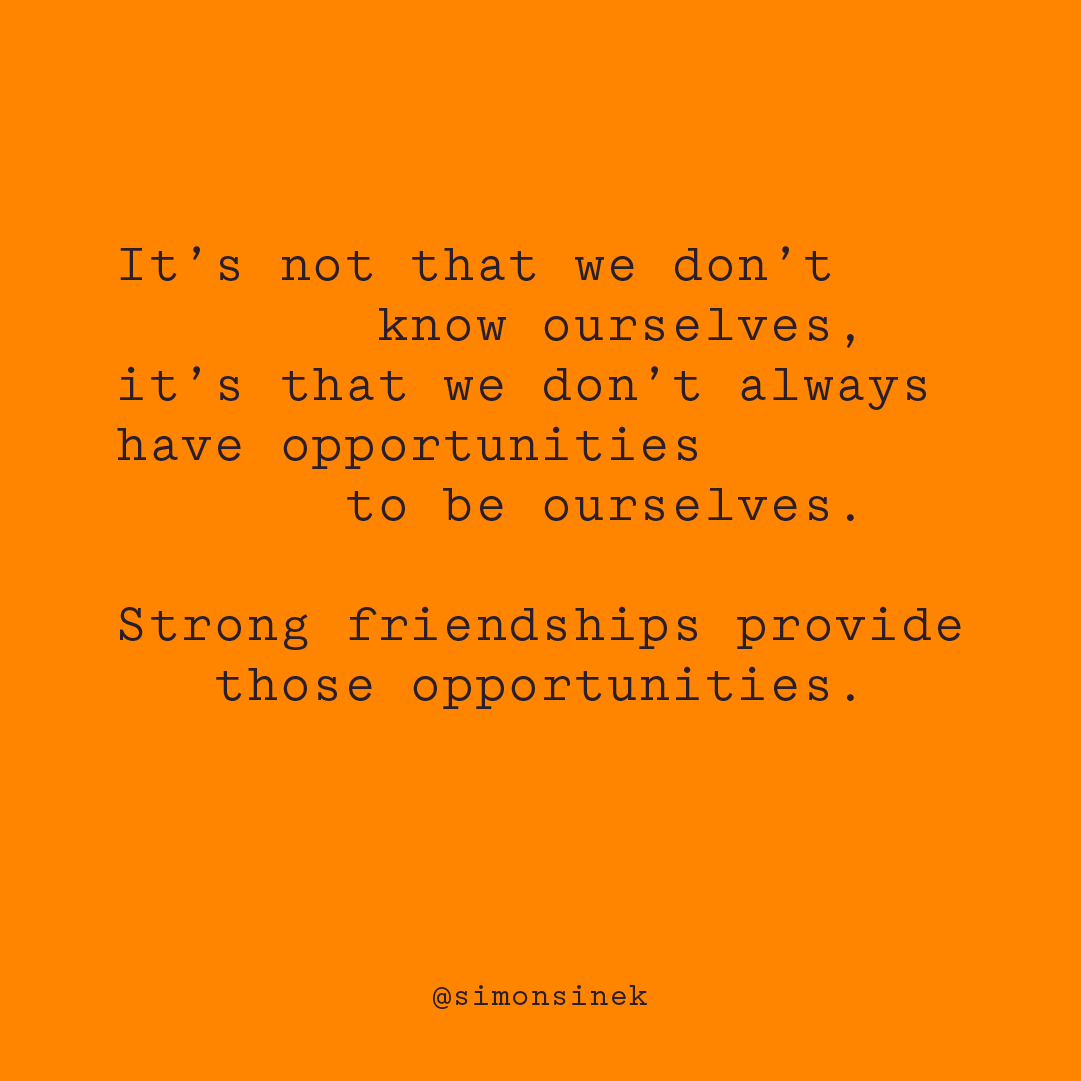 It’s not that we don’t
know ourselves,
it’s that we don’t always
have opportunities
to be ourselves.
Strong friendships provide
those opportunities.
@simonsinek